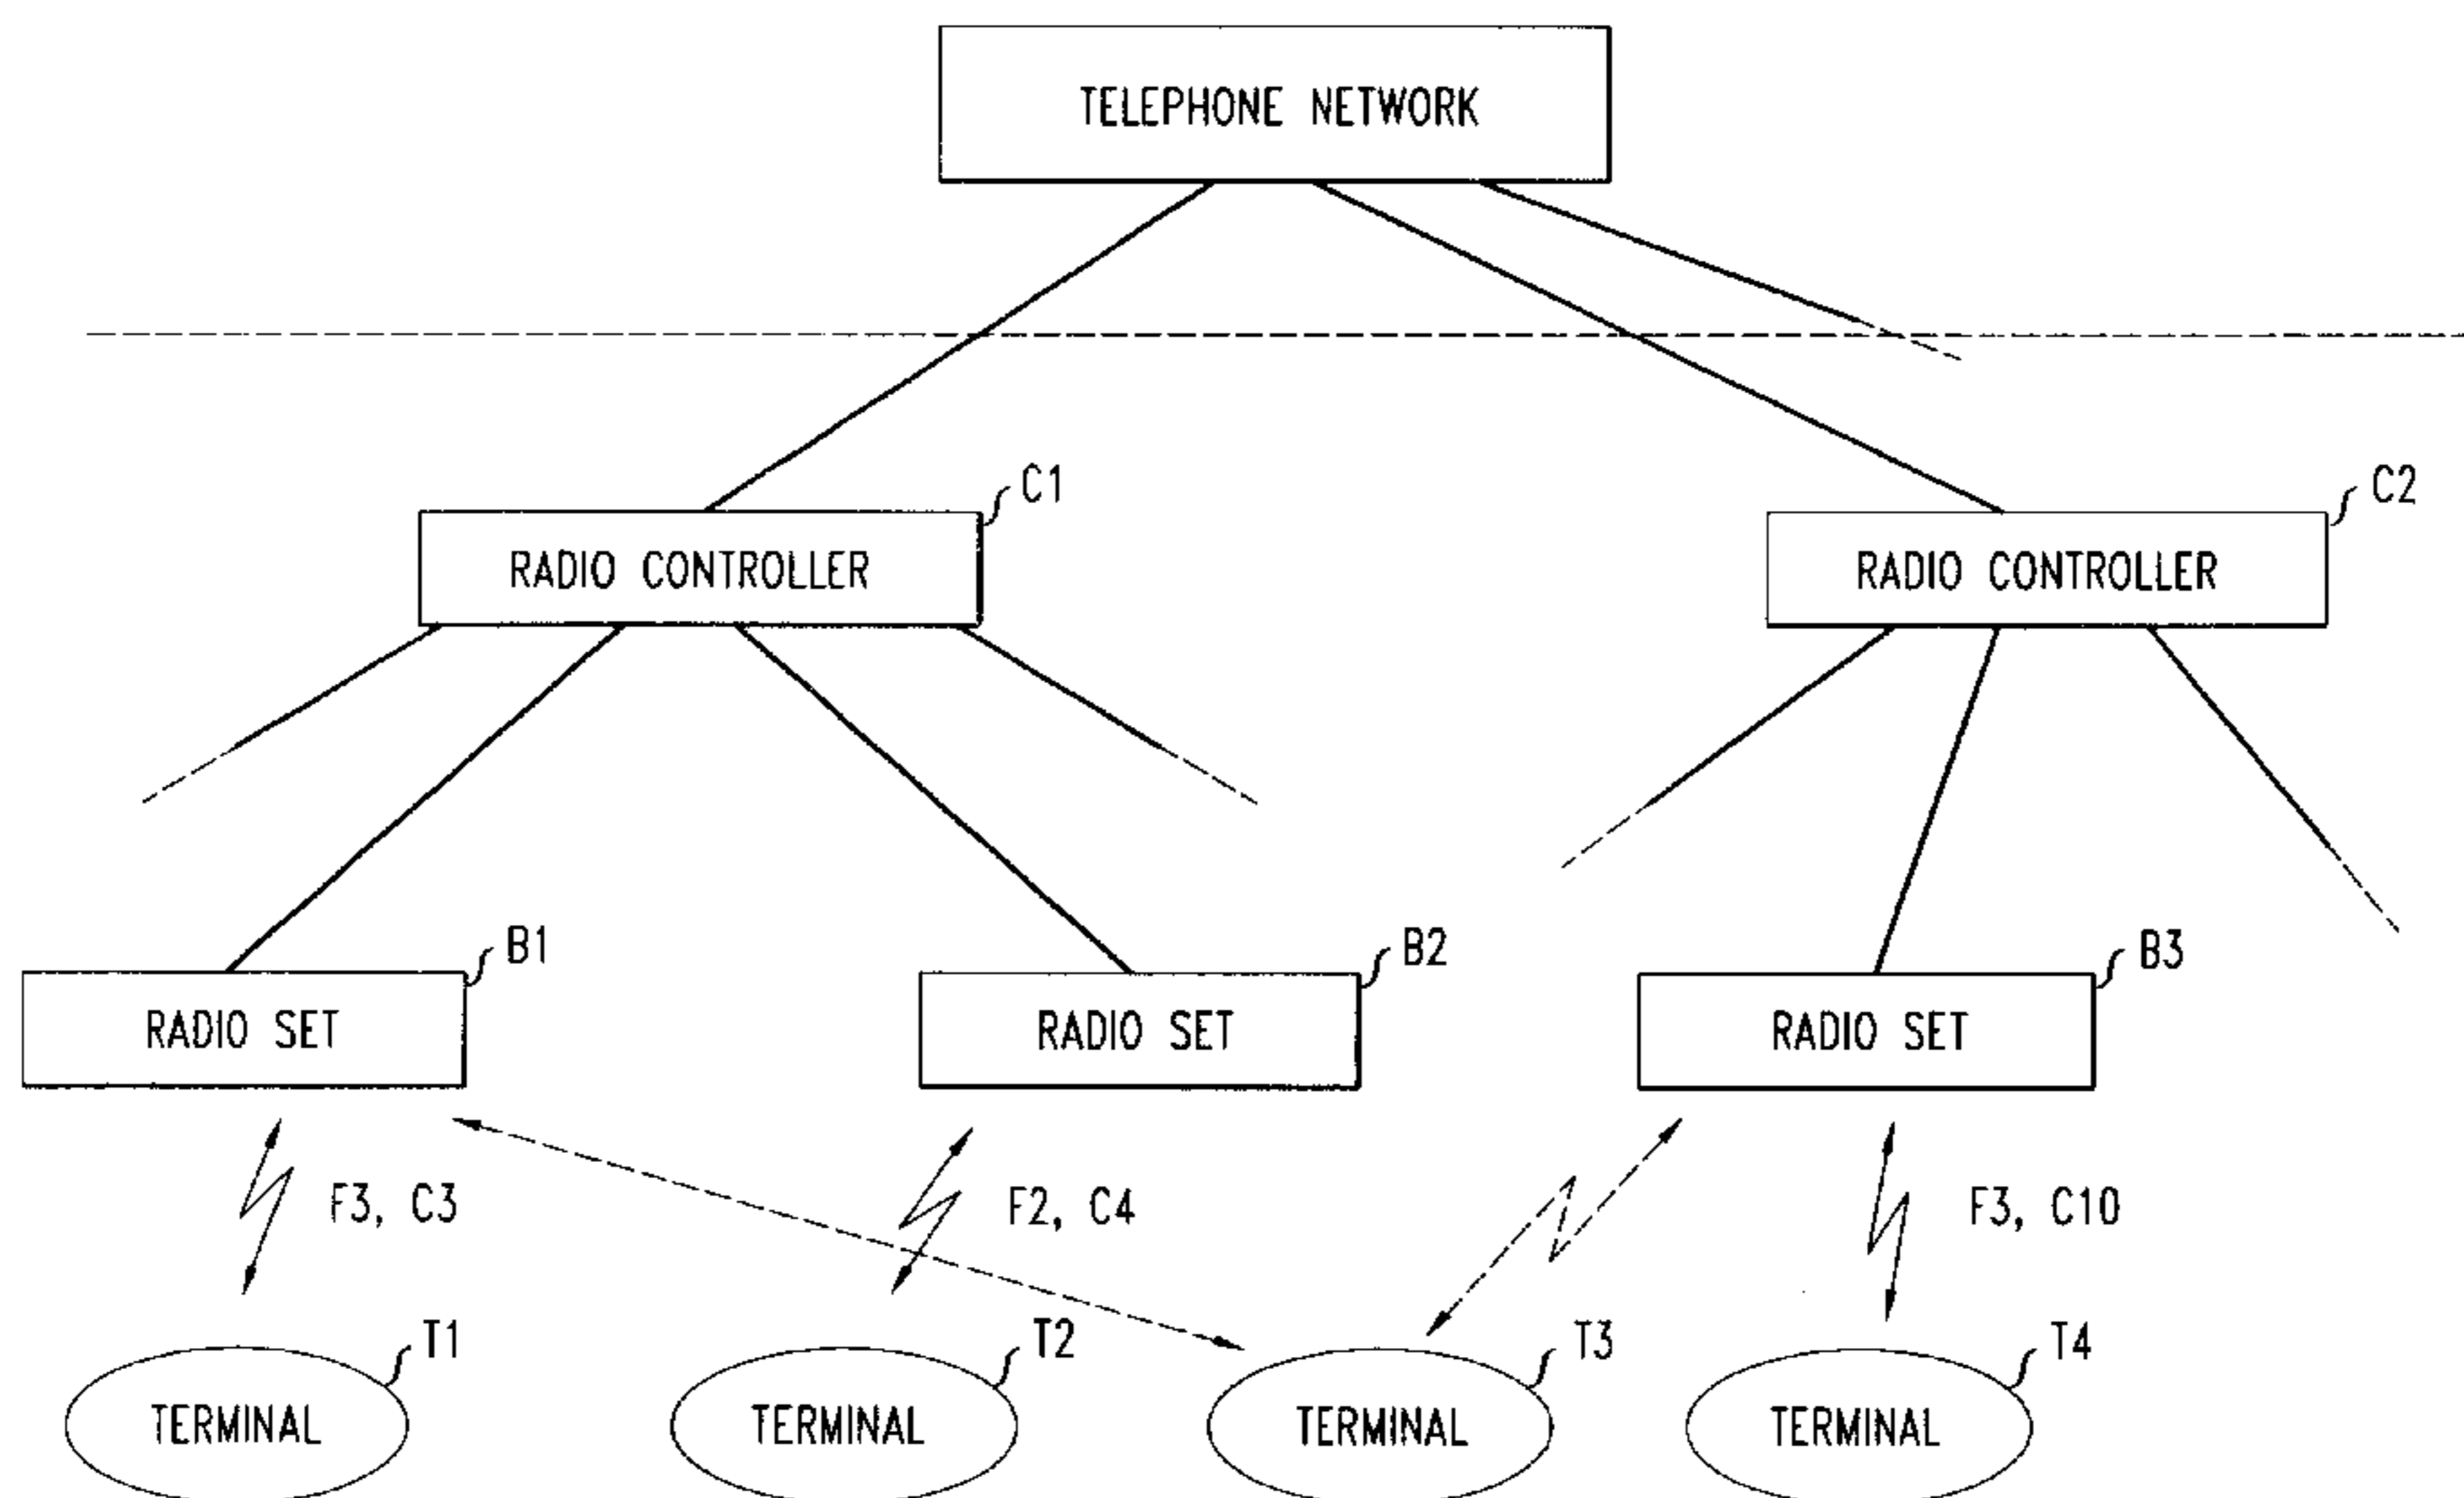 TELEPHONE NETWORK
C1
C2
RADIO CONTROLLER
RADIO CONTROLLER
B1
B2
B3
RADIO SET
RADIO SET
RADIO SET
F3, C3
F2, C4
F3, C10
T1
T2
T3
T4
TERMINAL
TERMINAL
TERMINAL
TERMINAL